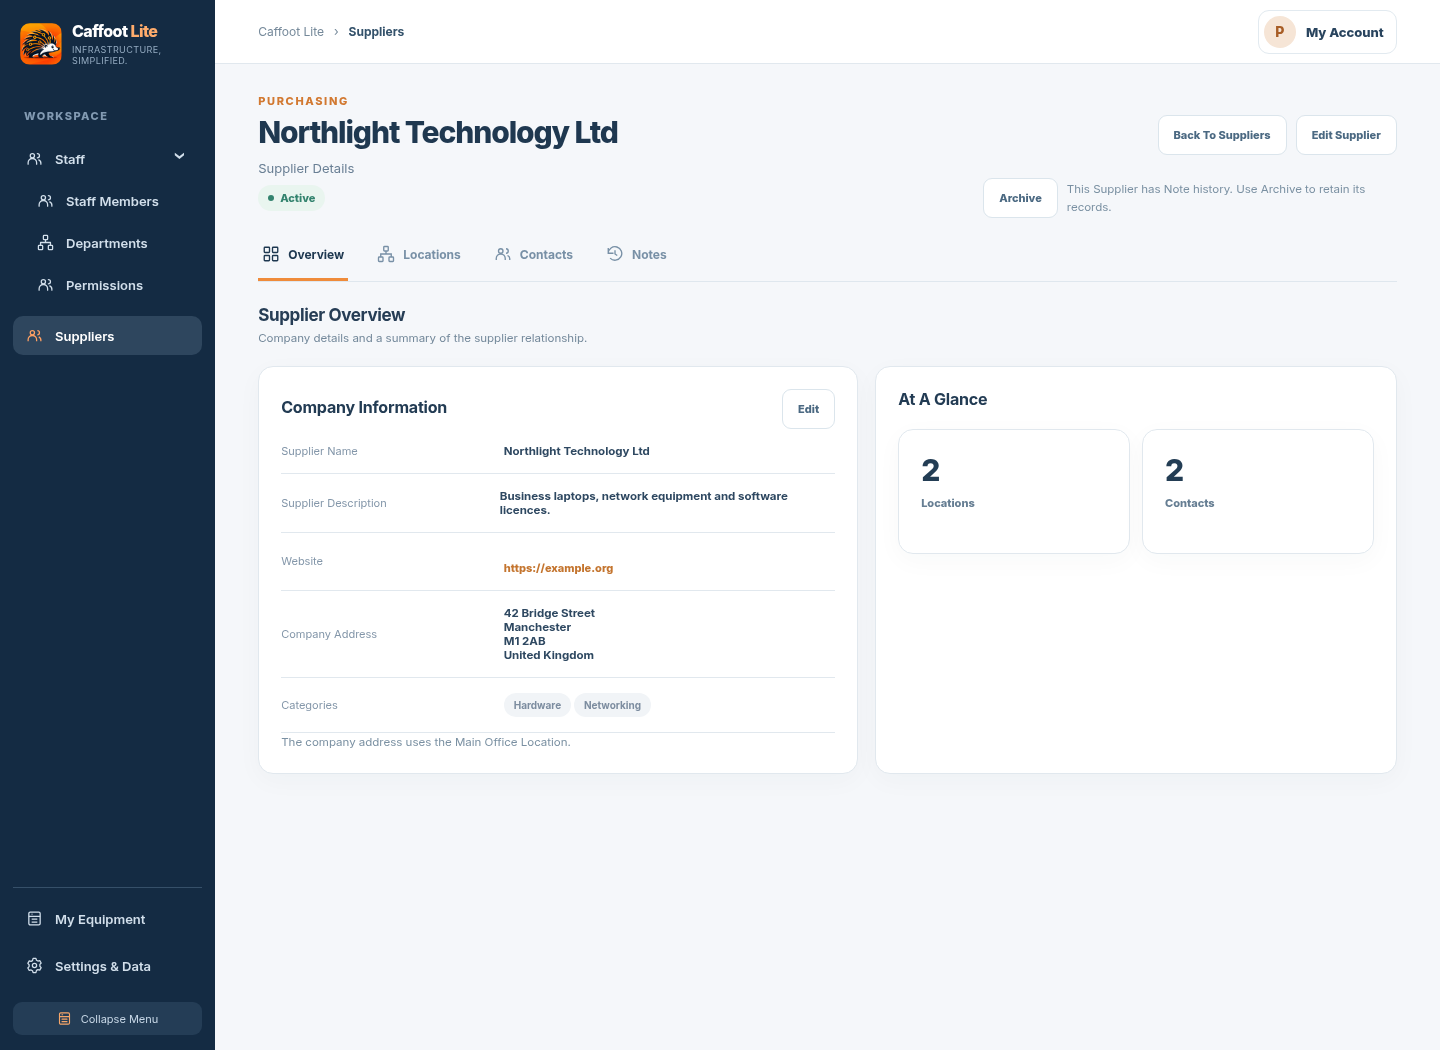 Caffoot Lite
INFRASTRUCTURE,
SIMPLIFIED.
WORKSPACE
Staff
Staff Members
Departments
Permissions
Suppliers
My Equipment
Settings & Data
Collapse Menu
Caffoot Lite › Suppliers
P My Account
PURCHASING
Northlight Technology Ltd
Supplier Details
Active
Back To Suppliers
Edit Supplier
Archive
This Supplier has Note history. Use Archive to retain its
records.
Overview
Locations
Contacts
Notes
Supplier Overview
Company details and a summary of the supplier relationship.
Company Information
Edit
Supplier Name
Northlight Technology Ltd
Supplier Description
Business laptops, network equipment and software
licences.
Website
https://example.org
Company Address
42 Bridge Street
Manchester
M1 2AB
United Kingdom
Categories
Hardware
Networking
The company address uses the Main Office Location.
At A Glance
2
Locations
2
Contacts